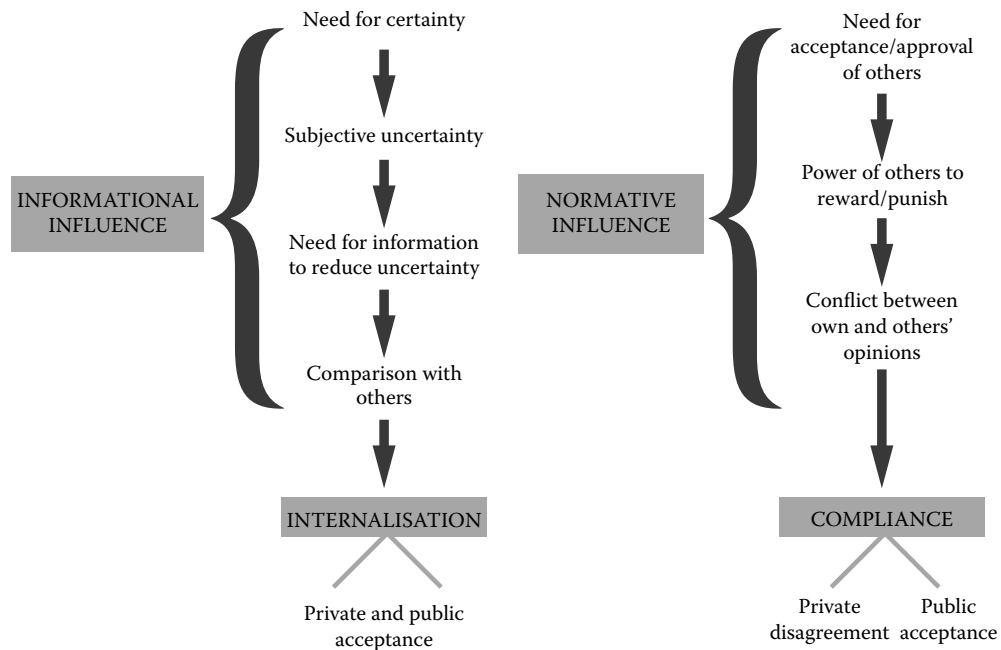 Need for certainty
Subjective uncertainty
INFORMATIONAL
INFLUENCE
Need for information
to reduce uncertainty
Comparison with
others
INTERNALISATION
Private and public
acceptance
Need for
acceptance/approval
of others
Power of others to
reward/punish
NORMATIVE
INFLUENCE
Conflict between
own and others’
opinions
COMPLIANCE
Private
disagreement
Public
acceptance